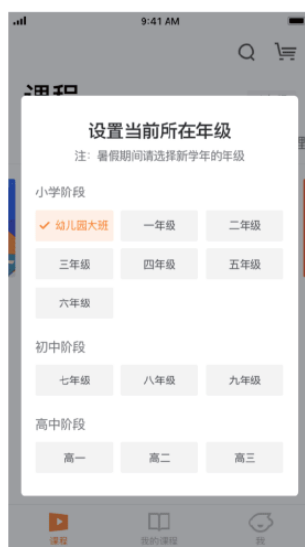 9:41 AM
课程
设置当前所在年级
注：暑假期间请选择新学年的年级
小学阶段
幼儿园大班 一年级 二年级
三年级 四年级 五年级
六年级
初中阶段
七年级 八年级 九年级
高中阶段
高一 高二 高三
课程 我的课程 我